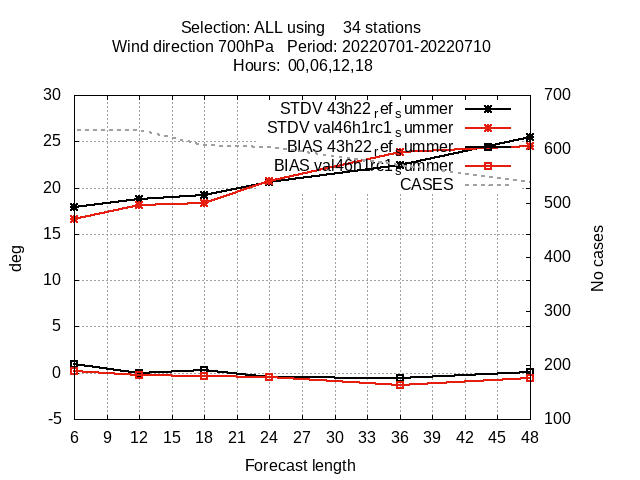 Selection: ALL using 34 stations
Wind direction 700hPa Period: 20220701-20220710
Hours: 00,06,12,18
30 700
STDV 43h22_ref_summer
STDV val46h1rc1_summer
25 600
BIAS 43h22_ref_summer
BIAS val46h1rc1_summer
CASES
20 500
15 400
10 300
5 200
0
-5 100
deg
No cases
6 9 12 15 18 21 24 27 30 33 36 39 42 45 48
Forecast length